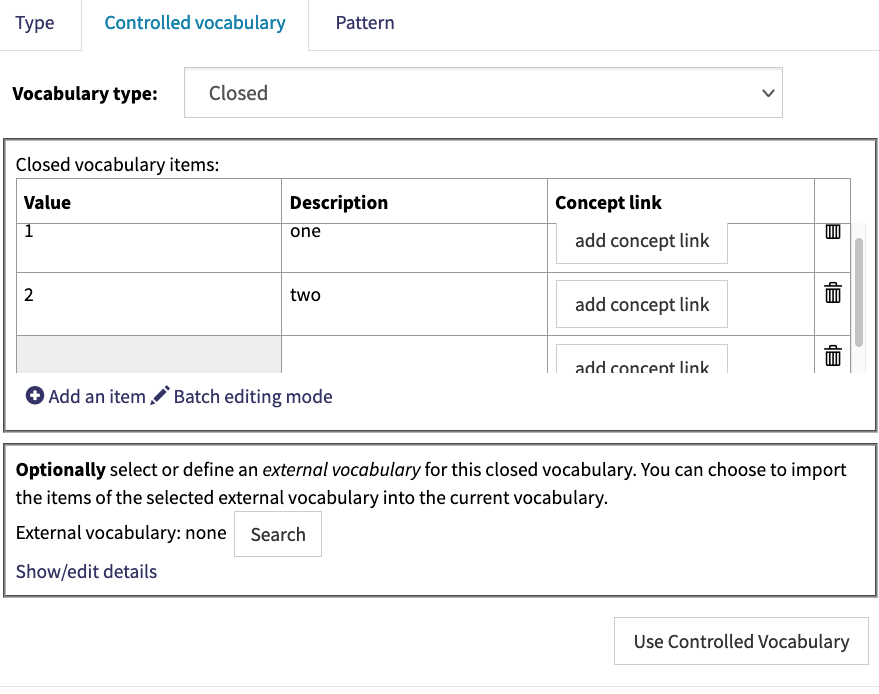 Type Controlled vocabulary Pattern
Vocabulary type: Closed
Closed vocabulary items:
Value Description Concept link
1 one add concept link
2 two add concept link
add concept link
Add an item Batch editing mode
Optionally select or define an external vocabulary for this closed vocabulary. You can choose to import
the items of the selected external vocabulary into the current vocabulary.
External vocabulary: none Search
Show/edit details
Use Controlled Vocabulary